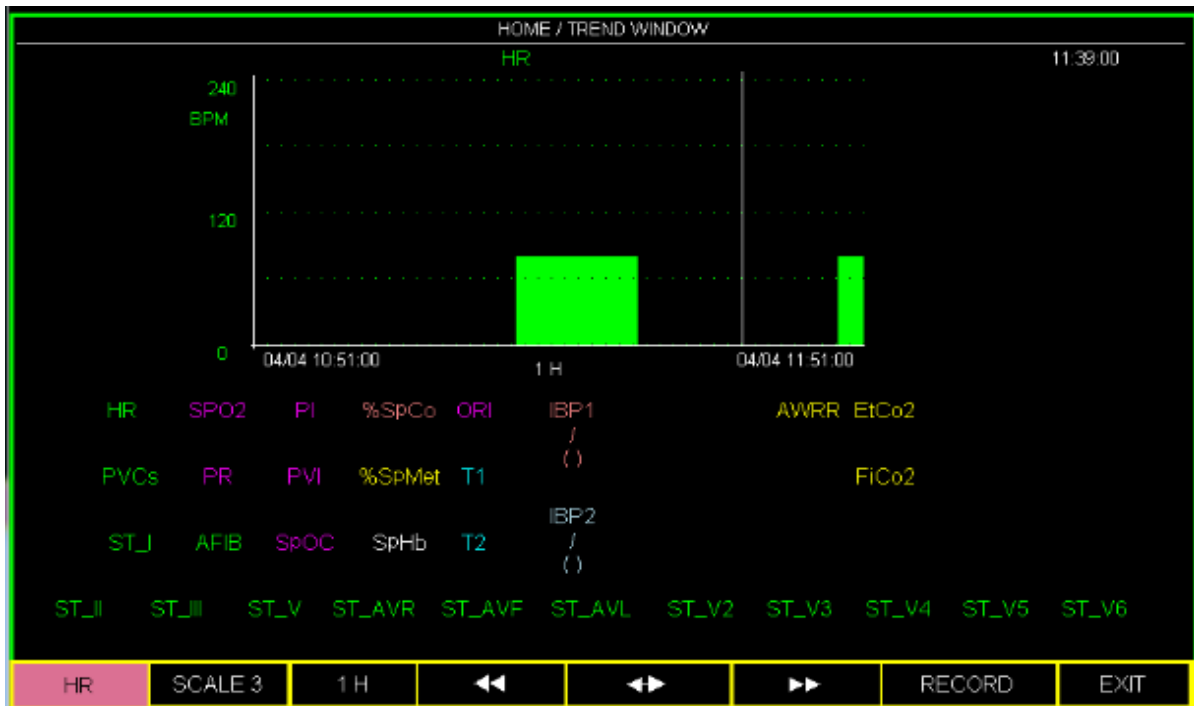 HOME / TREND WINDOW
HR 11:39:00
240
BPM
120
0
04/04 10:51:00 04/04 11:51:00
1 H
HR SPO2 PI %SpCo ORI IBP1 AWRR EtCo2
/
( )
PVCs PR PVI %SpMet T1 FiCo2
IBP2
ST_I AFIB SpOC SpHb T2 /
( )
ST_II ST_III ST_V ST_AVR ST_AVF ST_AVL ST_V2 ST_V3 ST_V4 ST_V5 ST_V6
HR SCALE 3 1 H RECORD EXIT